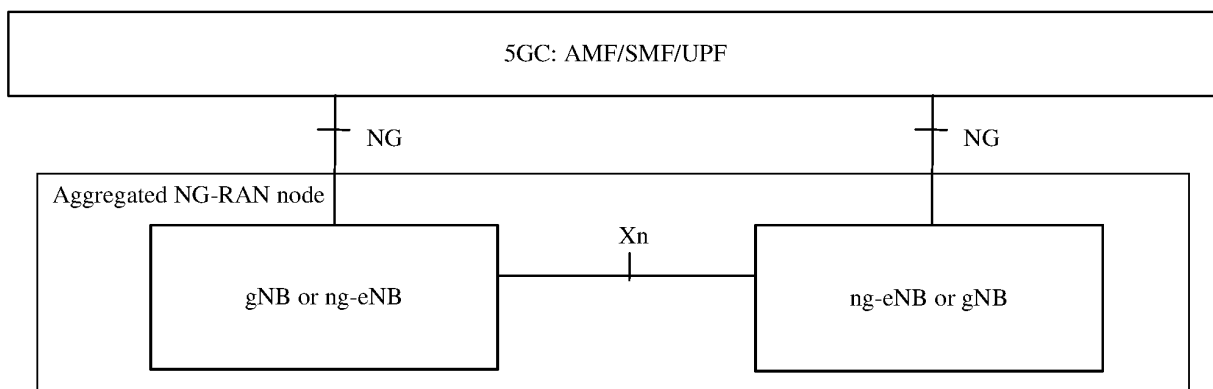 5GC: AMF/SMF/UPF
NG
NG
Aggregated NG-RAN node
Xn
gNB or ng-eNB
ng-eNB or gNB